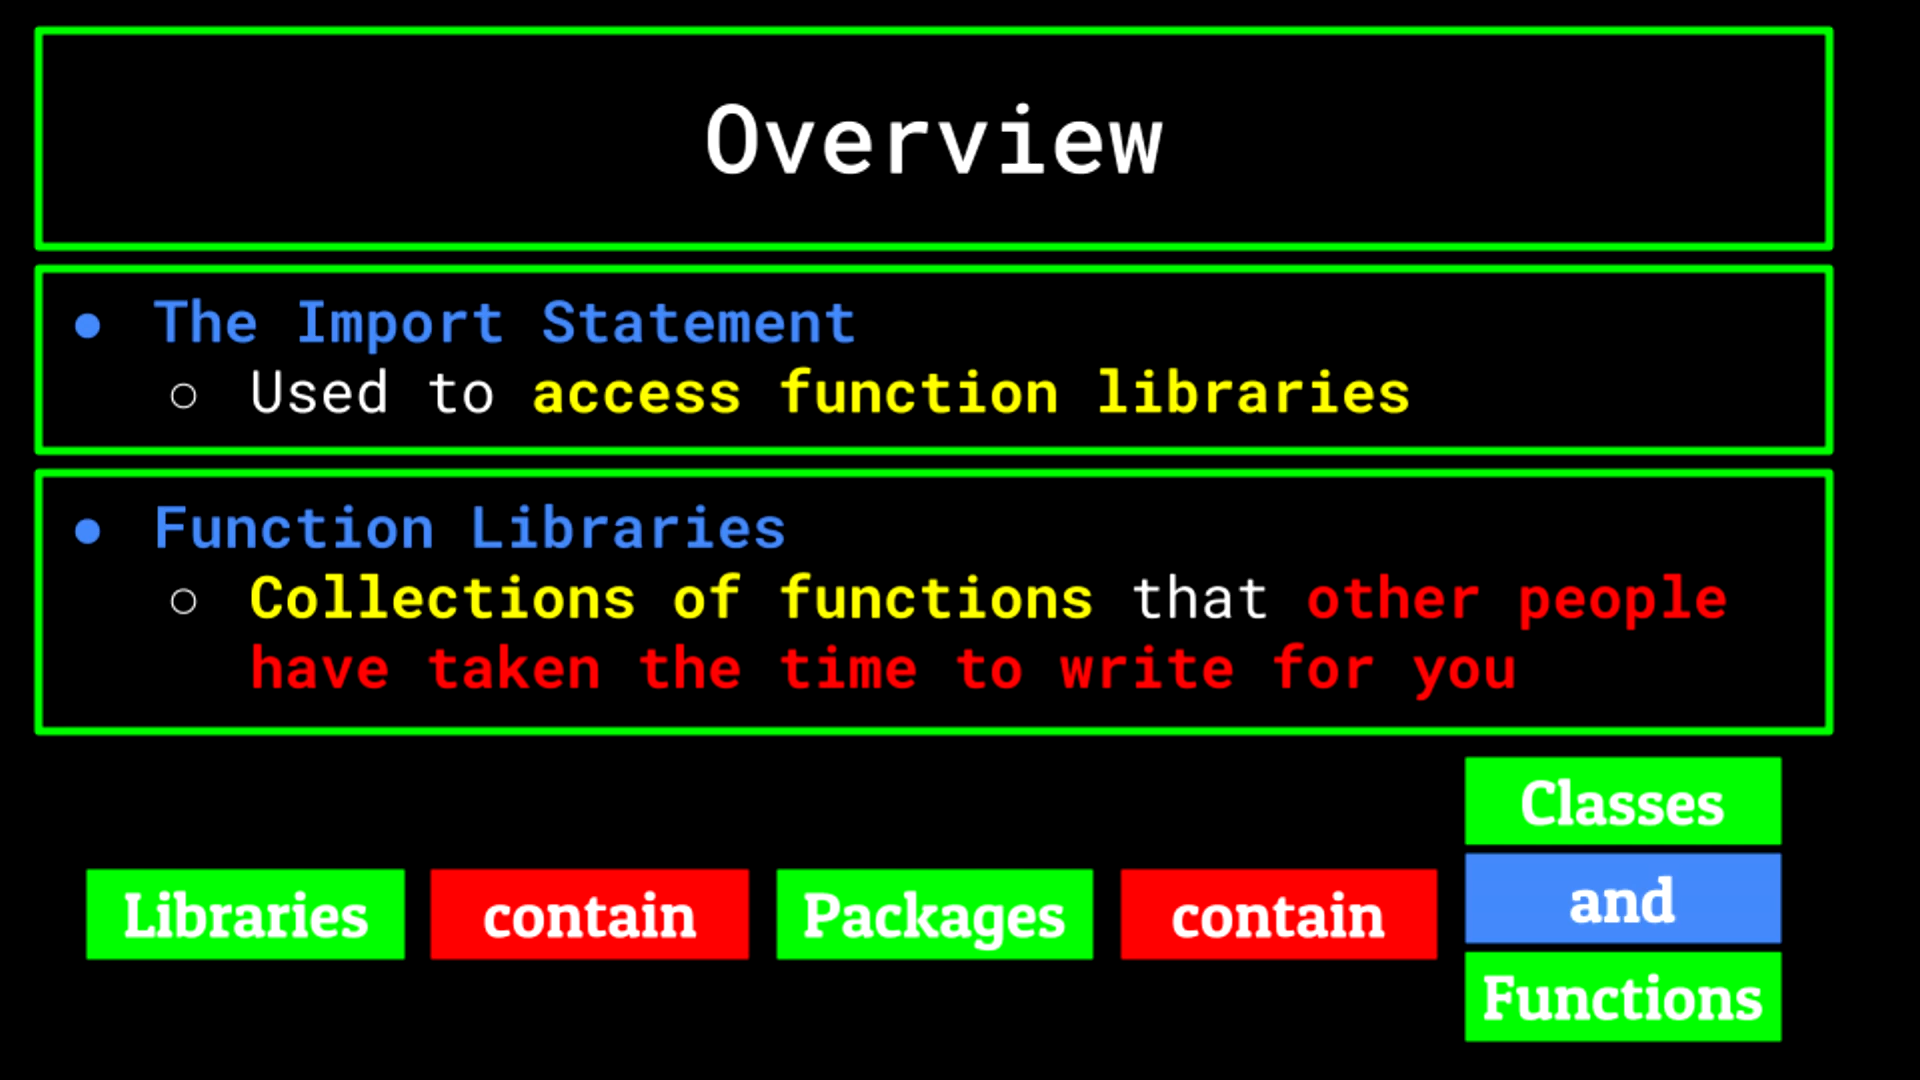 Overview
● The Import Statement
○ Used to access function libraries
● Function Libraries
○ Collections of functions that other people
have taken the time to write for you
Libraries contain Packages contain Classes
and
Functions